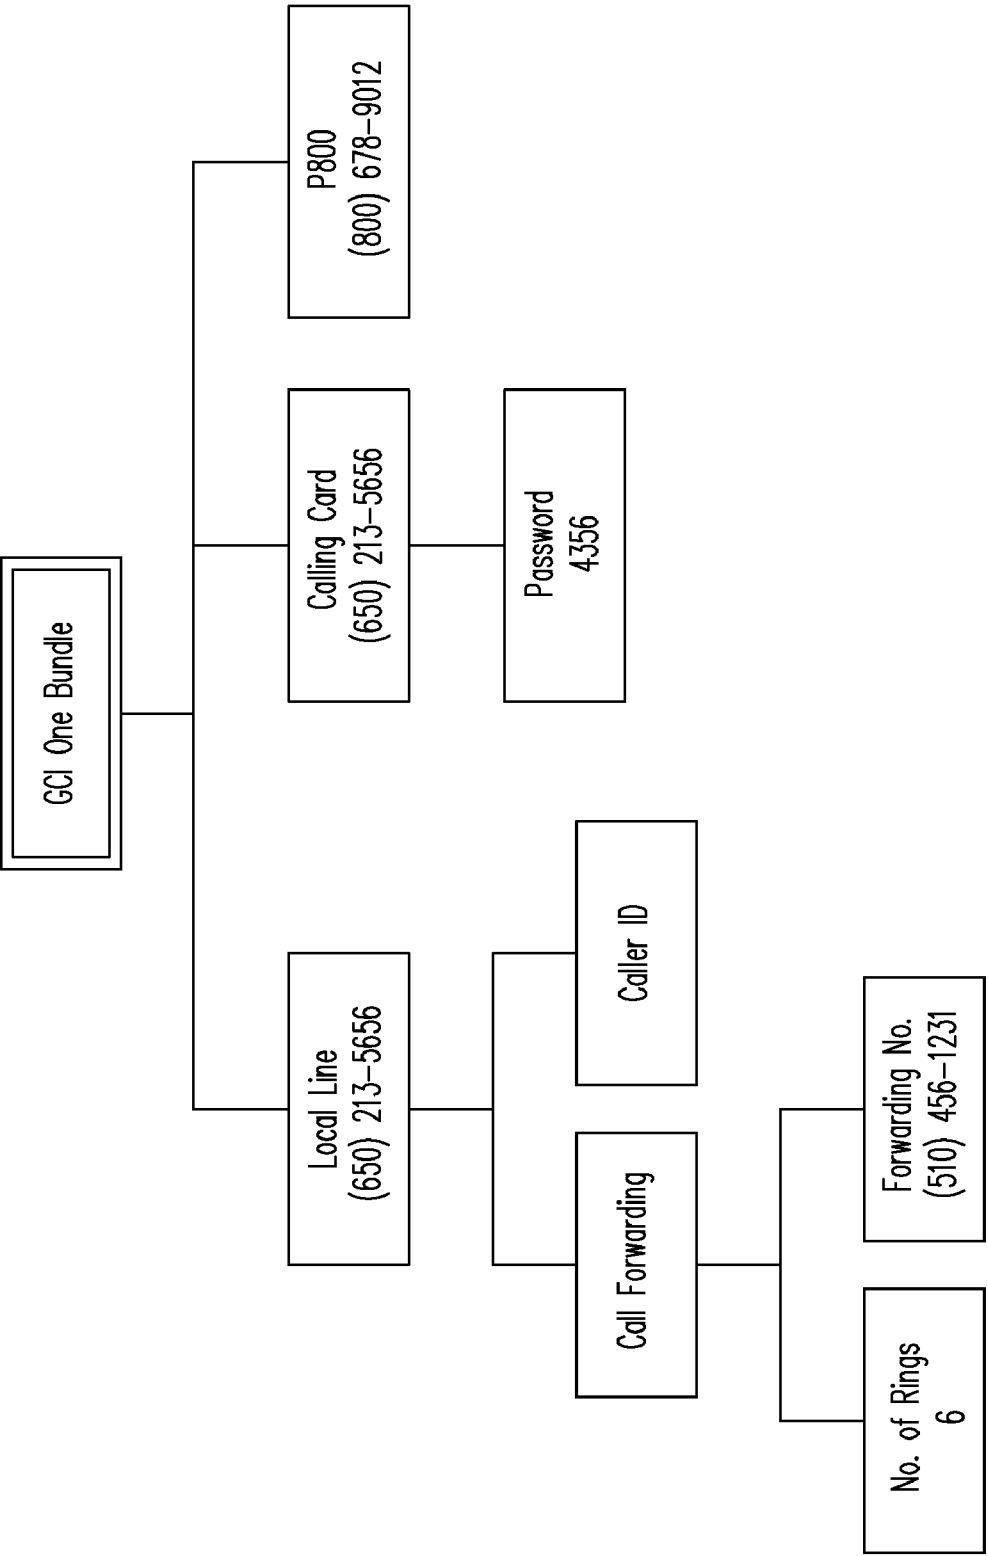 GCI One Bundle
Local Line
(650) 213-5656
Calling Card
(650) 213-5656
P800
(800) 678-9012
Call Forwarding
Caller ID
Password
4356
No. of Rings
6
Forwarding No.
(510) 456-1231